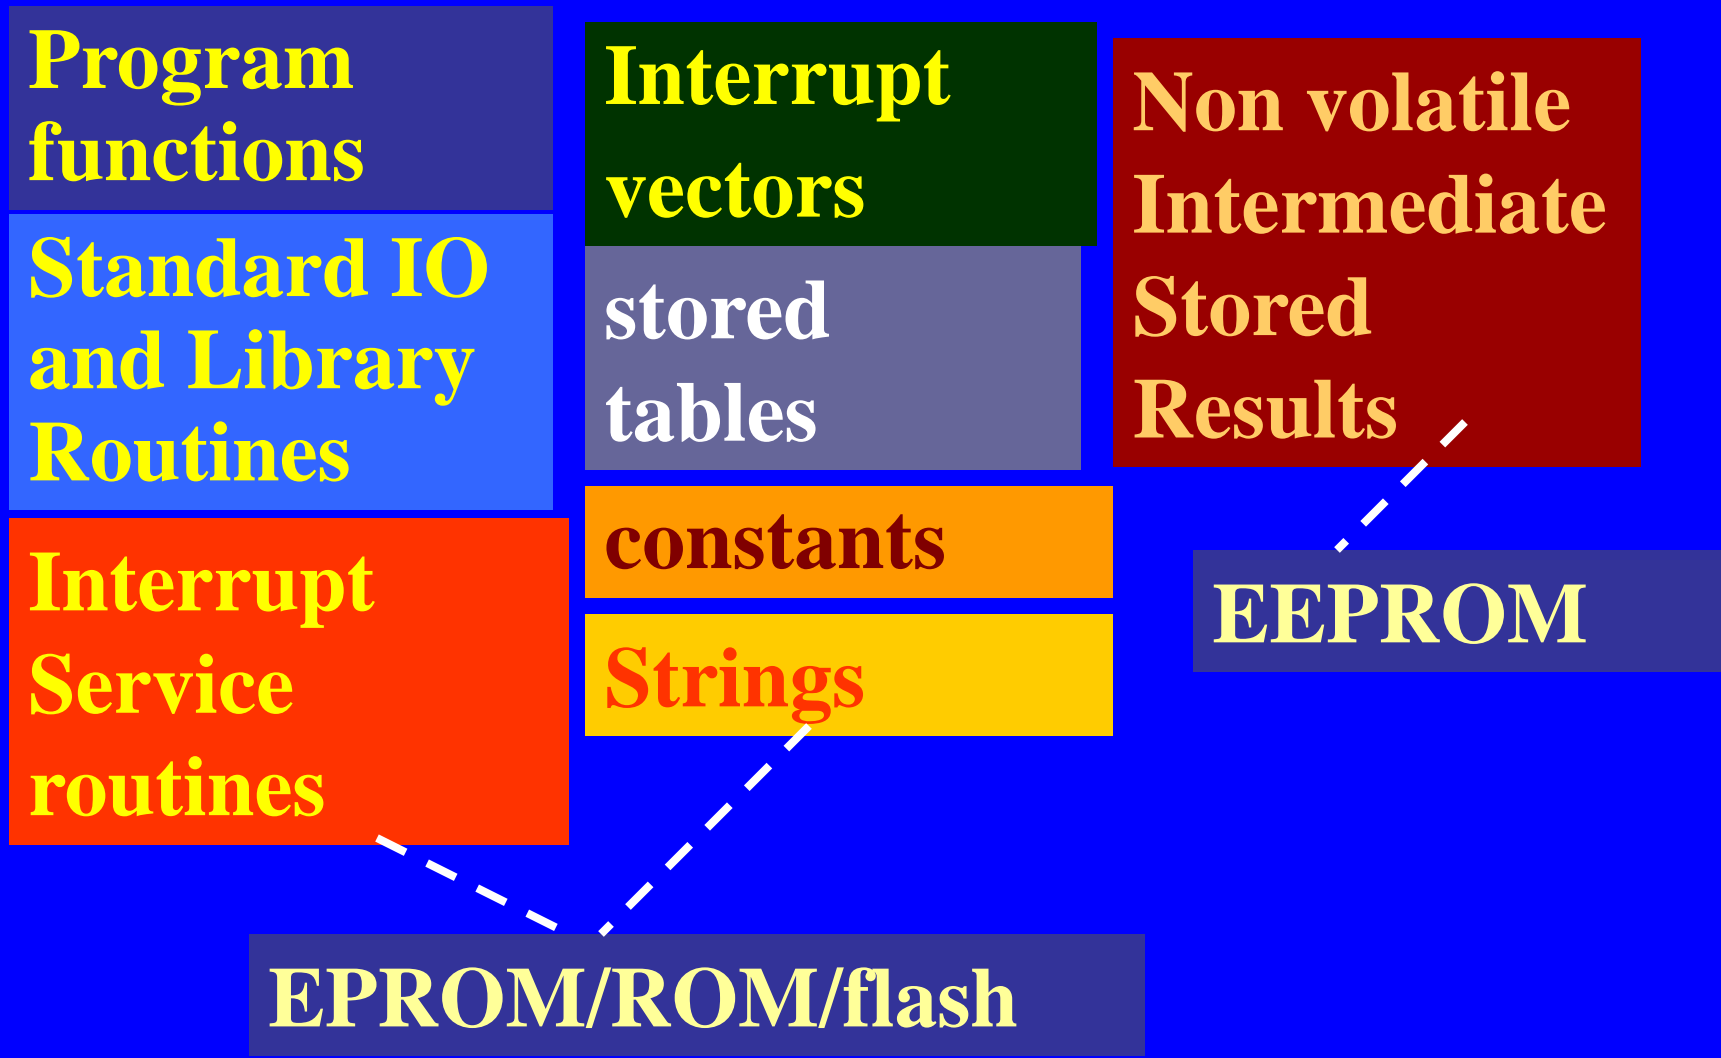 Program
functions
Standard IO
and Library
Routines
Interrupt
Service
routines
Interrupt
vectors
stored
tables
constants
Strings
Non volatile
Intermediate
Stored
Results
EEPROM
EPROM/ROM/flash